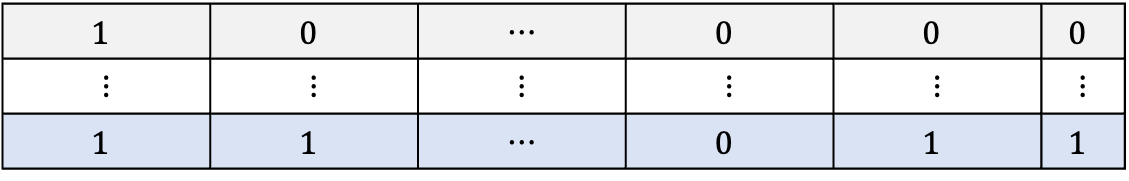 1 0 ⋯ 0 0 0
⋮ ⋮ ⋮ ⋮ ⋮ ⋮
1 1 ⋯ 0 1 1